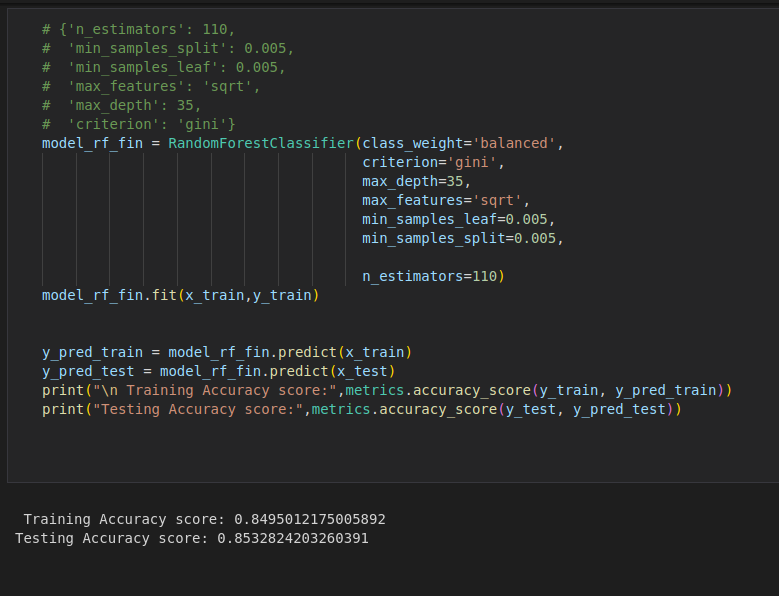 # {'n_estimators': 110,
#  'min_samples_split': 0.005,
#  'min_samples_leaf': 0.005,
#  'max_features': 'sqrt',
#  'max_depth': 35,
#  'criterion': 'gini'}
model_rf_fin = RandomForestClassifier(class_weight='balanced',
                                      criterion='gini',
                                      max_depth=35,
                                      max_features='sqrt',
                                      min_samples_leaf=0.005,
                                      min_samples_split=0.005,
                                      n_estimators=110)
model_rf_fin.fit(x_train,y_train)
y_pred_train = model_rf_fin.predict(x_train)
y_pred_test = model_rf_fin.predict(x_test)
print("\n Training Accuracy score:",metrics.accuracy_score(y_train, y_pred_train))
print("Testing Accuracy score:",metrics.accuracy_score(y_test, y_pred_test))
 Training Accuracy score: 0.8495012175005892
Testing Accuracy score: 0.8532824203260391